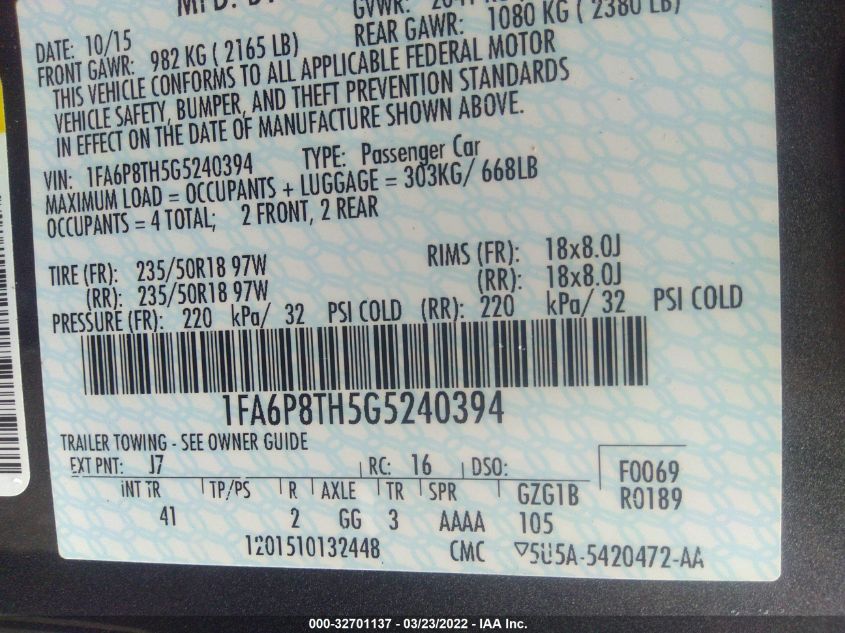 MFD. BY
GVWR:
DATE: 10/15
FRONT GAWR: 982 KG ( 2165 LB) REAR GAWR: 1080 KG ( 2380 LB)
THIS VEHICLE CONFORMS TO ALL APPLICABLE FEDERAL MOTOR
VEHICLE SAFETY, BUMPER, AND THEFT PREVENTION STANDARDS
IN EFFECT ON THE DATE OF MANUFACTURE SHOWN ABOVE.
VIN: 1FA6P8TH5G5240394 TYPE: Passenger Car
MAXIMUM LOAD = OCCUPANTS + LUGGAGE = 303KG/ 668LB
OCCUPANTS = 4 TOTAL; 2 FRONT, 2 REAR
TIRE (FR): 235/50R18 97W RIMS (FR): 18x8.0J
(RR): 235/50R18 97W (RR): 18x8.0J
PRESSURE (FR): 220 kPa/ 32 PSI COLD (RR): 220 kPa/ 32 PSI COLD
1FA6P8TH5G5240394
TRAILER TOWING - SEE OWNER GUIDE
EXT PNT: J7 RC: 16 DSO: F0069
INT TR TP/PS R AXLE TR SPR GZG1B R0189
41 2 GG 3 AAAA 105
1201510132448 CMC ▽5U5A-5420472-AA
000-32701137 - 03/23/2022 - IAA Inc.